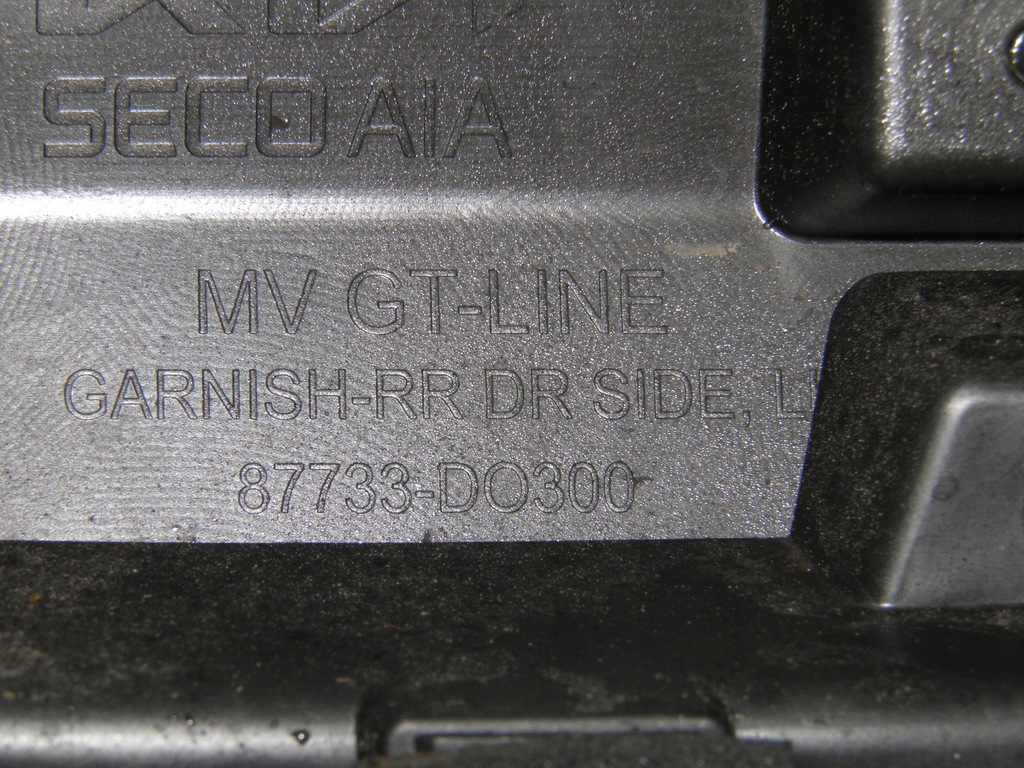 SECO AIA
MV GT-LINE
GARNISH-RR DR SIDE, L
87733-DO300